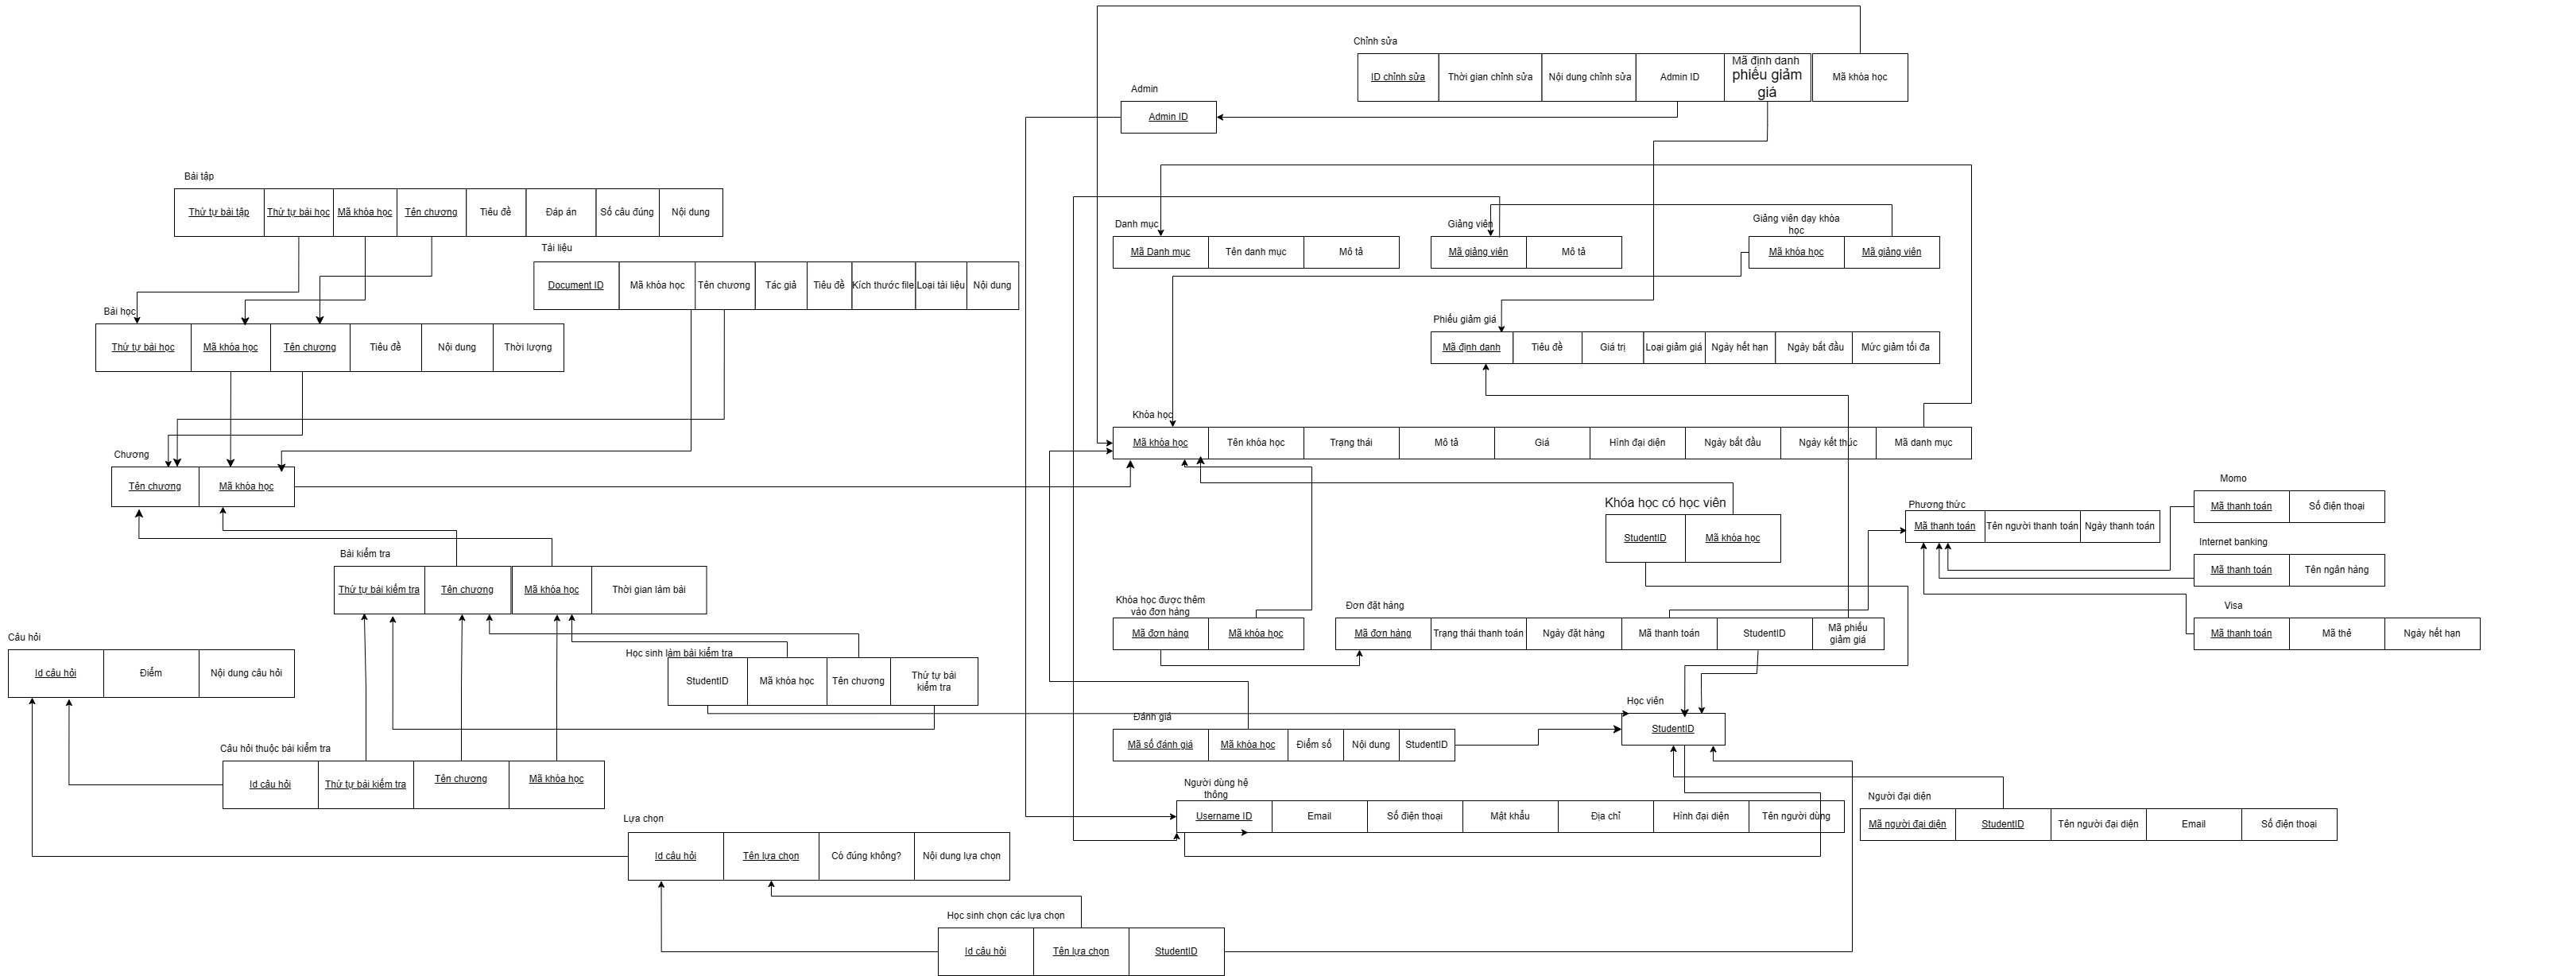 Chỉnh sửa
ID chỉnh sửa
Thời gian chỉnh sửa
Nội dung chỉnh sửa
Admin ID
Mã định danh
phiếu giảm
giá
Mã khóa học
Admin
Admin ID
Bài tập
Thứ tự bài tập
Thứ tự bài học
Mã khóa học
Tên chương
Tiêu đề
Đáp án
Số câu đúng
Nội dung
Tài liệu
Document ID
Mã khóa học
Tên chương
Tác giả
Tiêu đề
Kích thước file
Loại tài liệu
Nội dung
Danh mục
Mã Danh mục
Tên danh mục
Mô tả
Giảng viên
Mã giảng viên
Mô tả
Giảng viên dạy khóa
học
Mã khóa học
Mã giảng viên
Bài học
Thứ tự bài học
Mã khóa học
Tên chương
Tiêu đề
Nội dung
Thời lượng
Phiếu giảm giá
Mã định danh
Tiêu đề
Giá trị
Loại giảm giá
Ngày hết hạn
Ngày bắt đầu
Mức giảm tối đa
Khóa học
Mã khóa học
Tên khóa học
Trạng thái
Mô tả
Giá
Hình đại diện
Ngày bắt đầu
Ngày kết thúc
Mã danh mục
Chương
Tên chương
Mã khóa học
Khóa học có học viên
StudentID
Mã khóa học
Phương thức
Mã thanh toán
Tên người thanh toán
Ngày thanh toán
Momo
Mã thanh toán
Số điện thoại
Internet banking
Mã thanh toán
Tên ngân hàng
Visa
Mã thanh toán
Mã thẻ
Ngày hết hạn
Bài kiểm tra
Thứ tự bài kiểm tra
Tên chương
Mã khóa học
Thời gian làm bài
Khóa học được thêm
vào đơn hàng
Mã đơn hàng
Mã khóa học
Đơn đặt hàng
Mã đơn hàng
Trạng thái thanh toán
Ngày đặt hàng
Mã thanh toán
StudentID
Mã phiếu
giảm giá
Câu hỏi
Id câu hỏi
Điểm
Nội dung câu hỏi
Học sinh làm bài kiểm tra
StudentID
Mã khóa học
Tên chương
Thứ tự bài
kiểm tra
Học viên
StudentID
Đánh giá
Mã số đánh giá
Mã khóa học
Điểm số
Nội dung
StudentID
Câu hỏi thuộc bài kiểm tra
Id câu hỏi
Thứ tự bài kiểm tra
Tên chương
Mã khóa học
Người dùng hệ
thông
Username ID
Email
Số điện thoại
Mật khẩu
Địa chỉ
Hình đại diện
Tên người dùng
Người đại diện
Mã người đại diện
StudentID
Tên người đại diện
Email
Số điện thoại
Lựa chọn
Id câu hỏi
Tên lựa chọn
Có đúng không?
Nội dung lựa chọn
Học sinh chọn các lựa chọn
Id câu hỏi
Tên lựa chọn
StudentID